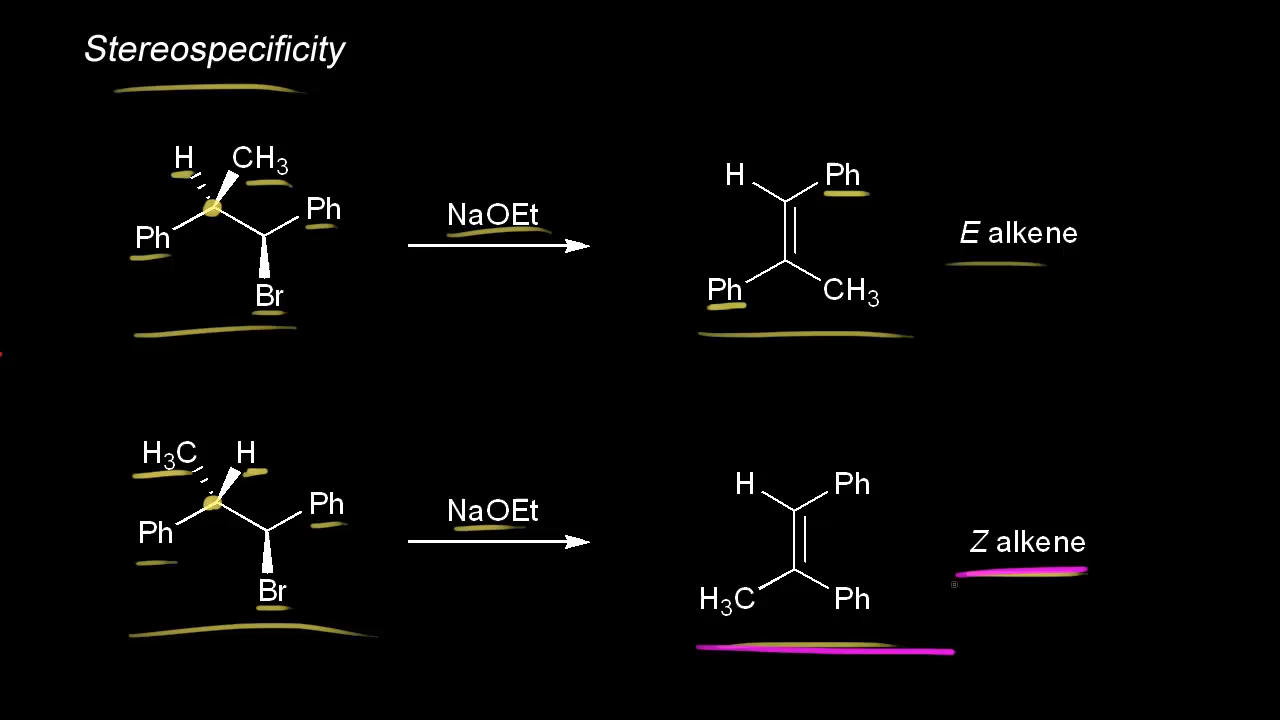 Stereospecificity
H CH₃
Ph Ph
Br
NaOEt
H Ph
Ph CH₃
E alkene
H₃C H
Ph Ph
Br
NaOEt
H Ph
H₃C Ph
Z alkene